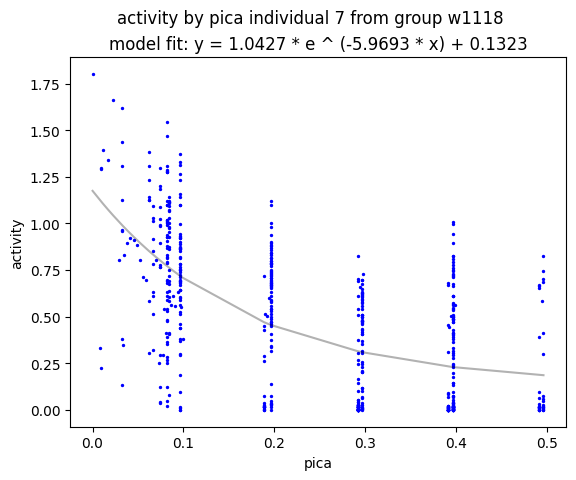 activity by pica individual 7 from group w1118
model fit: y = 1.0427 * e ^ (-5.9693 * x) + 0.1323
activity
1.75
1.50
1.25
1.00
0.75
0.50
0.25
0.00
0.0 0.1 0.2 0.3 0.4 0.5
pica